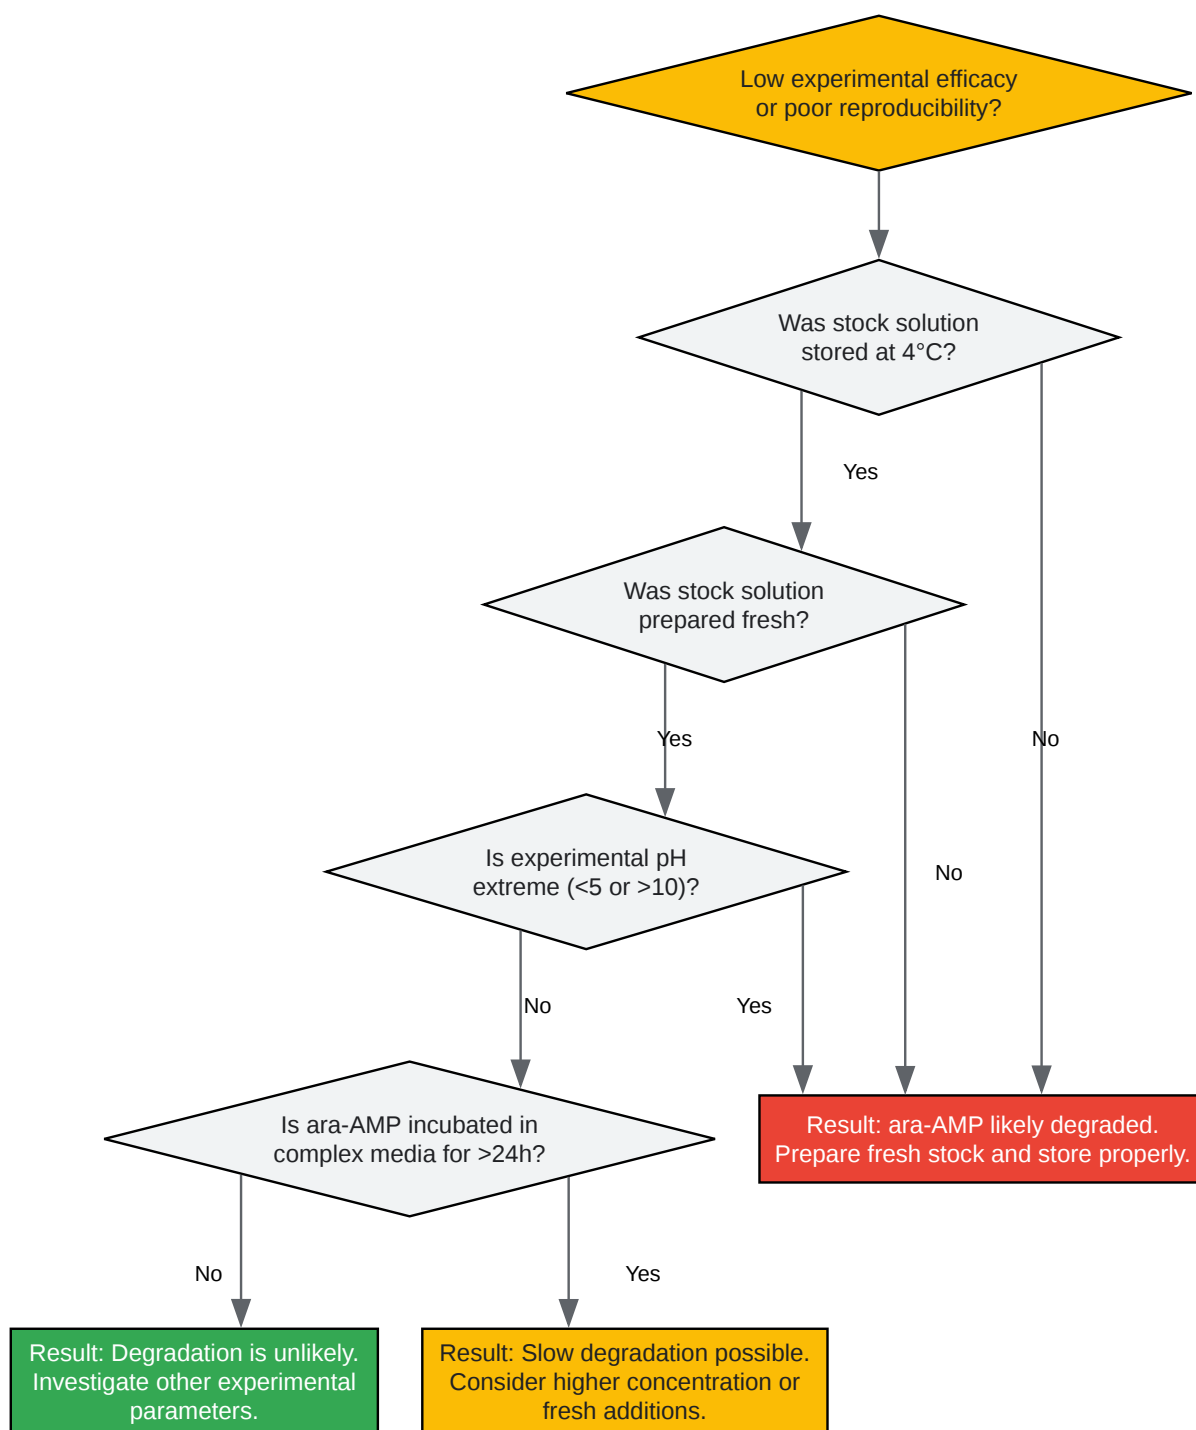 Low experimental efficacy
or poor reproducibility?
Was stock solution
stored at 4°C?
Yes
Was stock solution
prepared fresh?
Yes
No
Is experimental pH
extreme (<5 or >10)?
No
No
Yes
Is ara-AMP incubated in
complex media for >24h?
Result: ara-AMP likely degraded.
Prepare fresh stock and store properly.
No
Yes
Result: Degradation is unlikely.
Investigate other experimental
parameters.
Result: Slow degradation possible.
Consider higher concentration or
fresh additions.